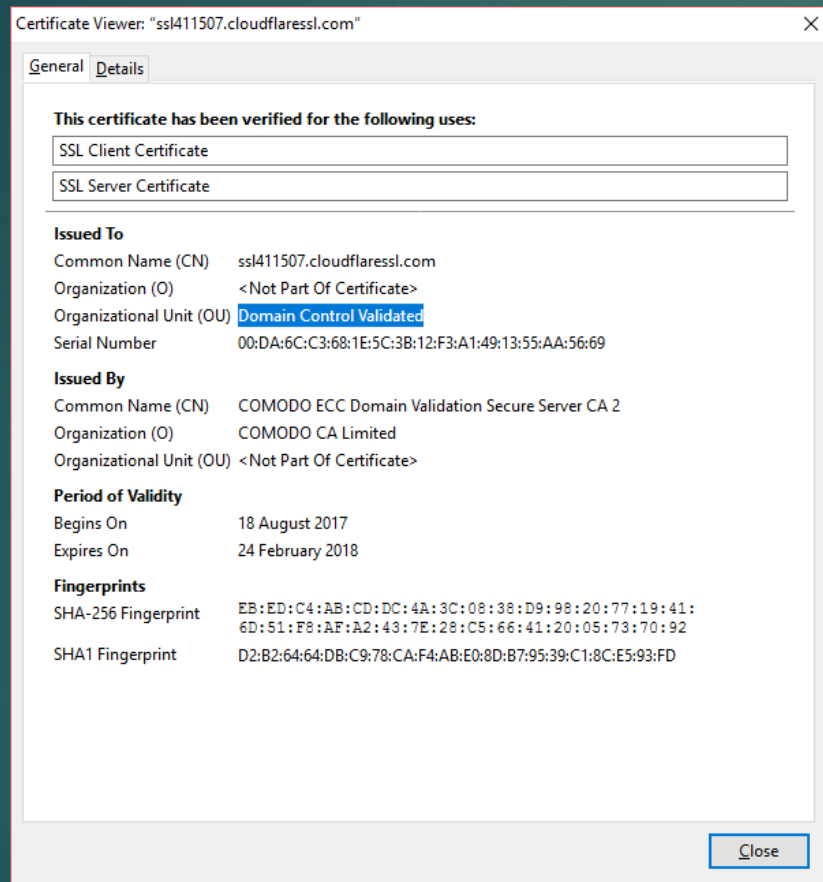 Certificate Viewer: "ssl411507.cloudflaressl.com"
General Details
This certificate has been verified for the following uses:
SSL Client Certificate
SSL Server Certificate
Issued To
Common Name (CN) ssl411507.cloudflaressl.com
Organization (O) <Not Part Of Certificate>
Organizational Unit (OU) Domain Control Validated
Serial Number 00:DA:6C:C3:68:1E:5C:3B:12:F3:A1:49:13:55:AA:56:69
Issued By
Common Name (CN) COMODO ECC Domain Validation Secure Server CA 2
Organization (O) COMODO CA Limited
Organizational Unit (OU) <Not Part Of Certificate>
Period of Validity
Begins On 18 August 2017
Expires On 24 February 2018
Fingerprints
SHA-256 Fingerprint EB:ED:C4:AB:CD:DC:4A:3C:08:38:D9:98:20:77:19:41:
6D:51:F8:AF:A2:43:7E:28:C5:66:41:20:05:73:70:92
SHA1 Fingerprint D2:B2:64:64:DB:C9:78:CA:F4:AB:E0:8D:B7:95:39:C1:8C:E5:93:FD
Close